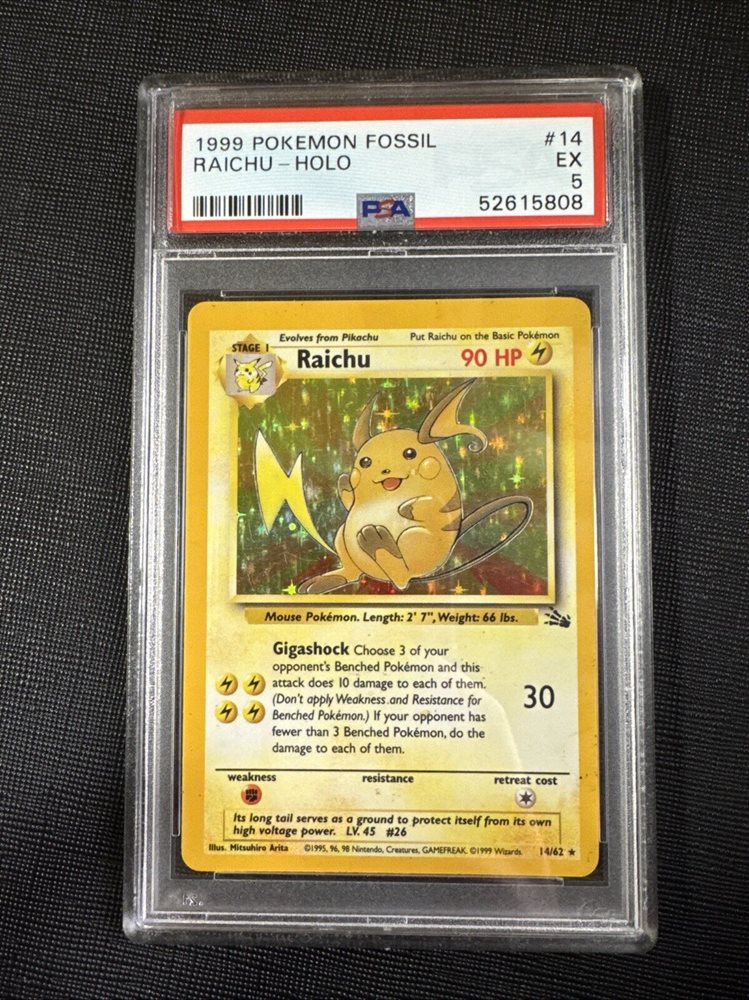 1999 POKEMON FOSSIL #14
RAICHU – HOLO EX
5
PSA 52615808
Evolves from Pikachu Put Raichu on the Basic Pokémon
STAGE 1 Raichu 90 HP
Mouse Pokémon. Length: 2' 7", Weight: 66 lbs.
Gigashock Choose 3 of your
opponent's Benched Pokémon and this
attack does 10 damage to each of them.
(Don't apply Weakness and Resistance for
Benched Pokémon.) If your opponent has
fewer than 3 Benched Pokémon, do the
damage to each of them.
30
weakness resistance retreat cost
Its long tail serves as a ground to protect itself from its own
high voltage power. LV. 45 #26
Illus. Mitsuhiro Arita ©1995, 96, 98 Nintendo, Creatures, GAMEFREAK. ©1999 Wizards. 14/62 ★